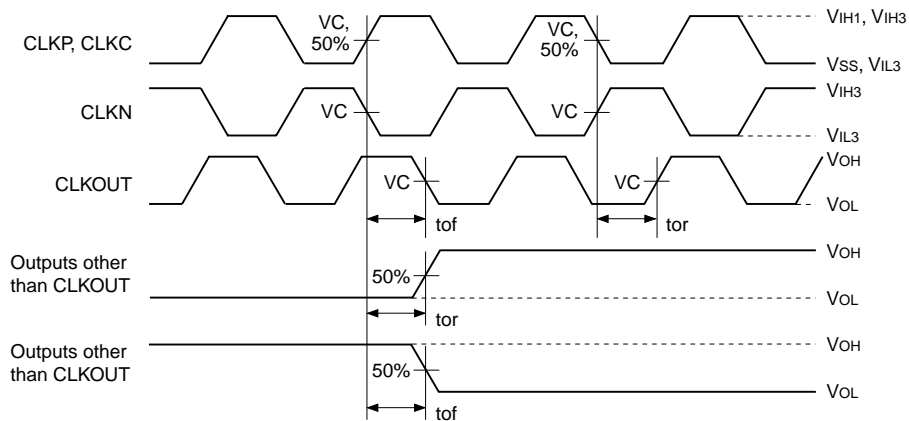 CLKP, CLKC
VC,
50%
VC,
50%
VIH1, VIH3
VSS, VIL3
CLKN
VC
VC
VIH3
VIL3
CLKOUT
VC
VC
VOH
VOL
tof
tor
Outputs other
than CLKOUT
50%
VOH
VOL
tor
Outputs other
than CLKOUT
50%
VOH
VOL
tof